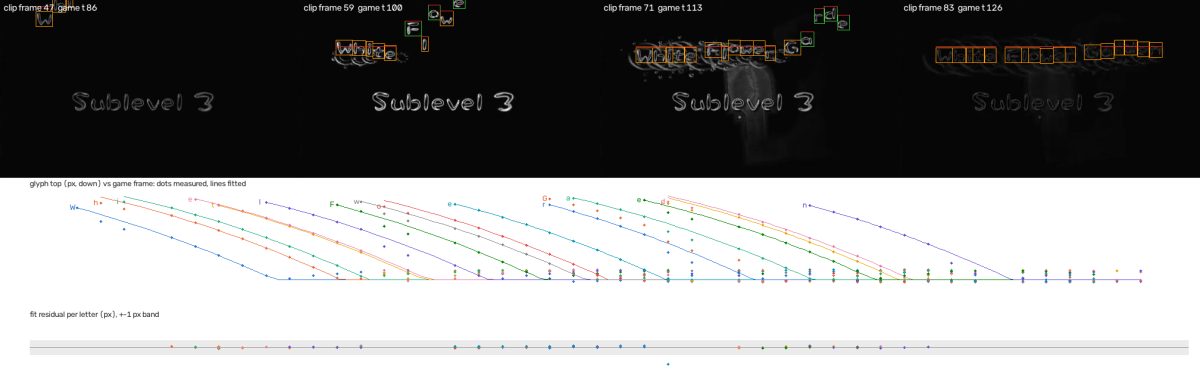 clip frame 47 game t 86
clip frame 59 game t 100
clip frame 71 game t 113
clip frame 83 game t 126
W
F l o w e
White
White Flower Ga
r d e
White Flower Garden
Sublevel 3
Sublevel 3
Sublevel 3
Sublevel 3
glyph top (px, down) vs game frame: dots measured, lines fitted
W h i e t l F w o e G r a e d n
fit residual per letter (px), +-1 px band